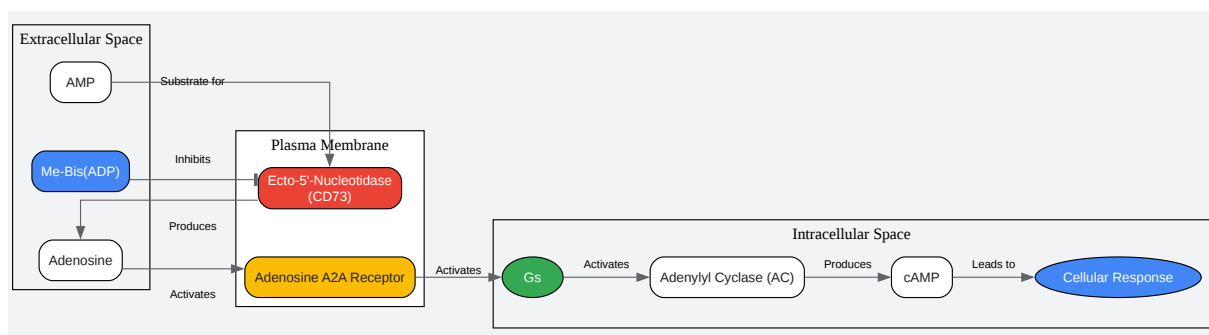 Extracellular Space
AMP
Substrate for
Plasma Membrane
Me-Bis(ADP)
Inhibits
Ecto-5'-Nucleotidase
(CD73)
Produces
Adenosine
Activates
Adenosine A2A Receptor
Activates
Intracellular Space
Gs
Activates
Adenylyl Cyclase (AC)
Produces
cAMP
Leads to
Cellular Response